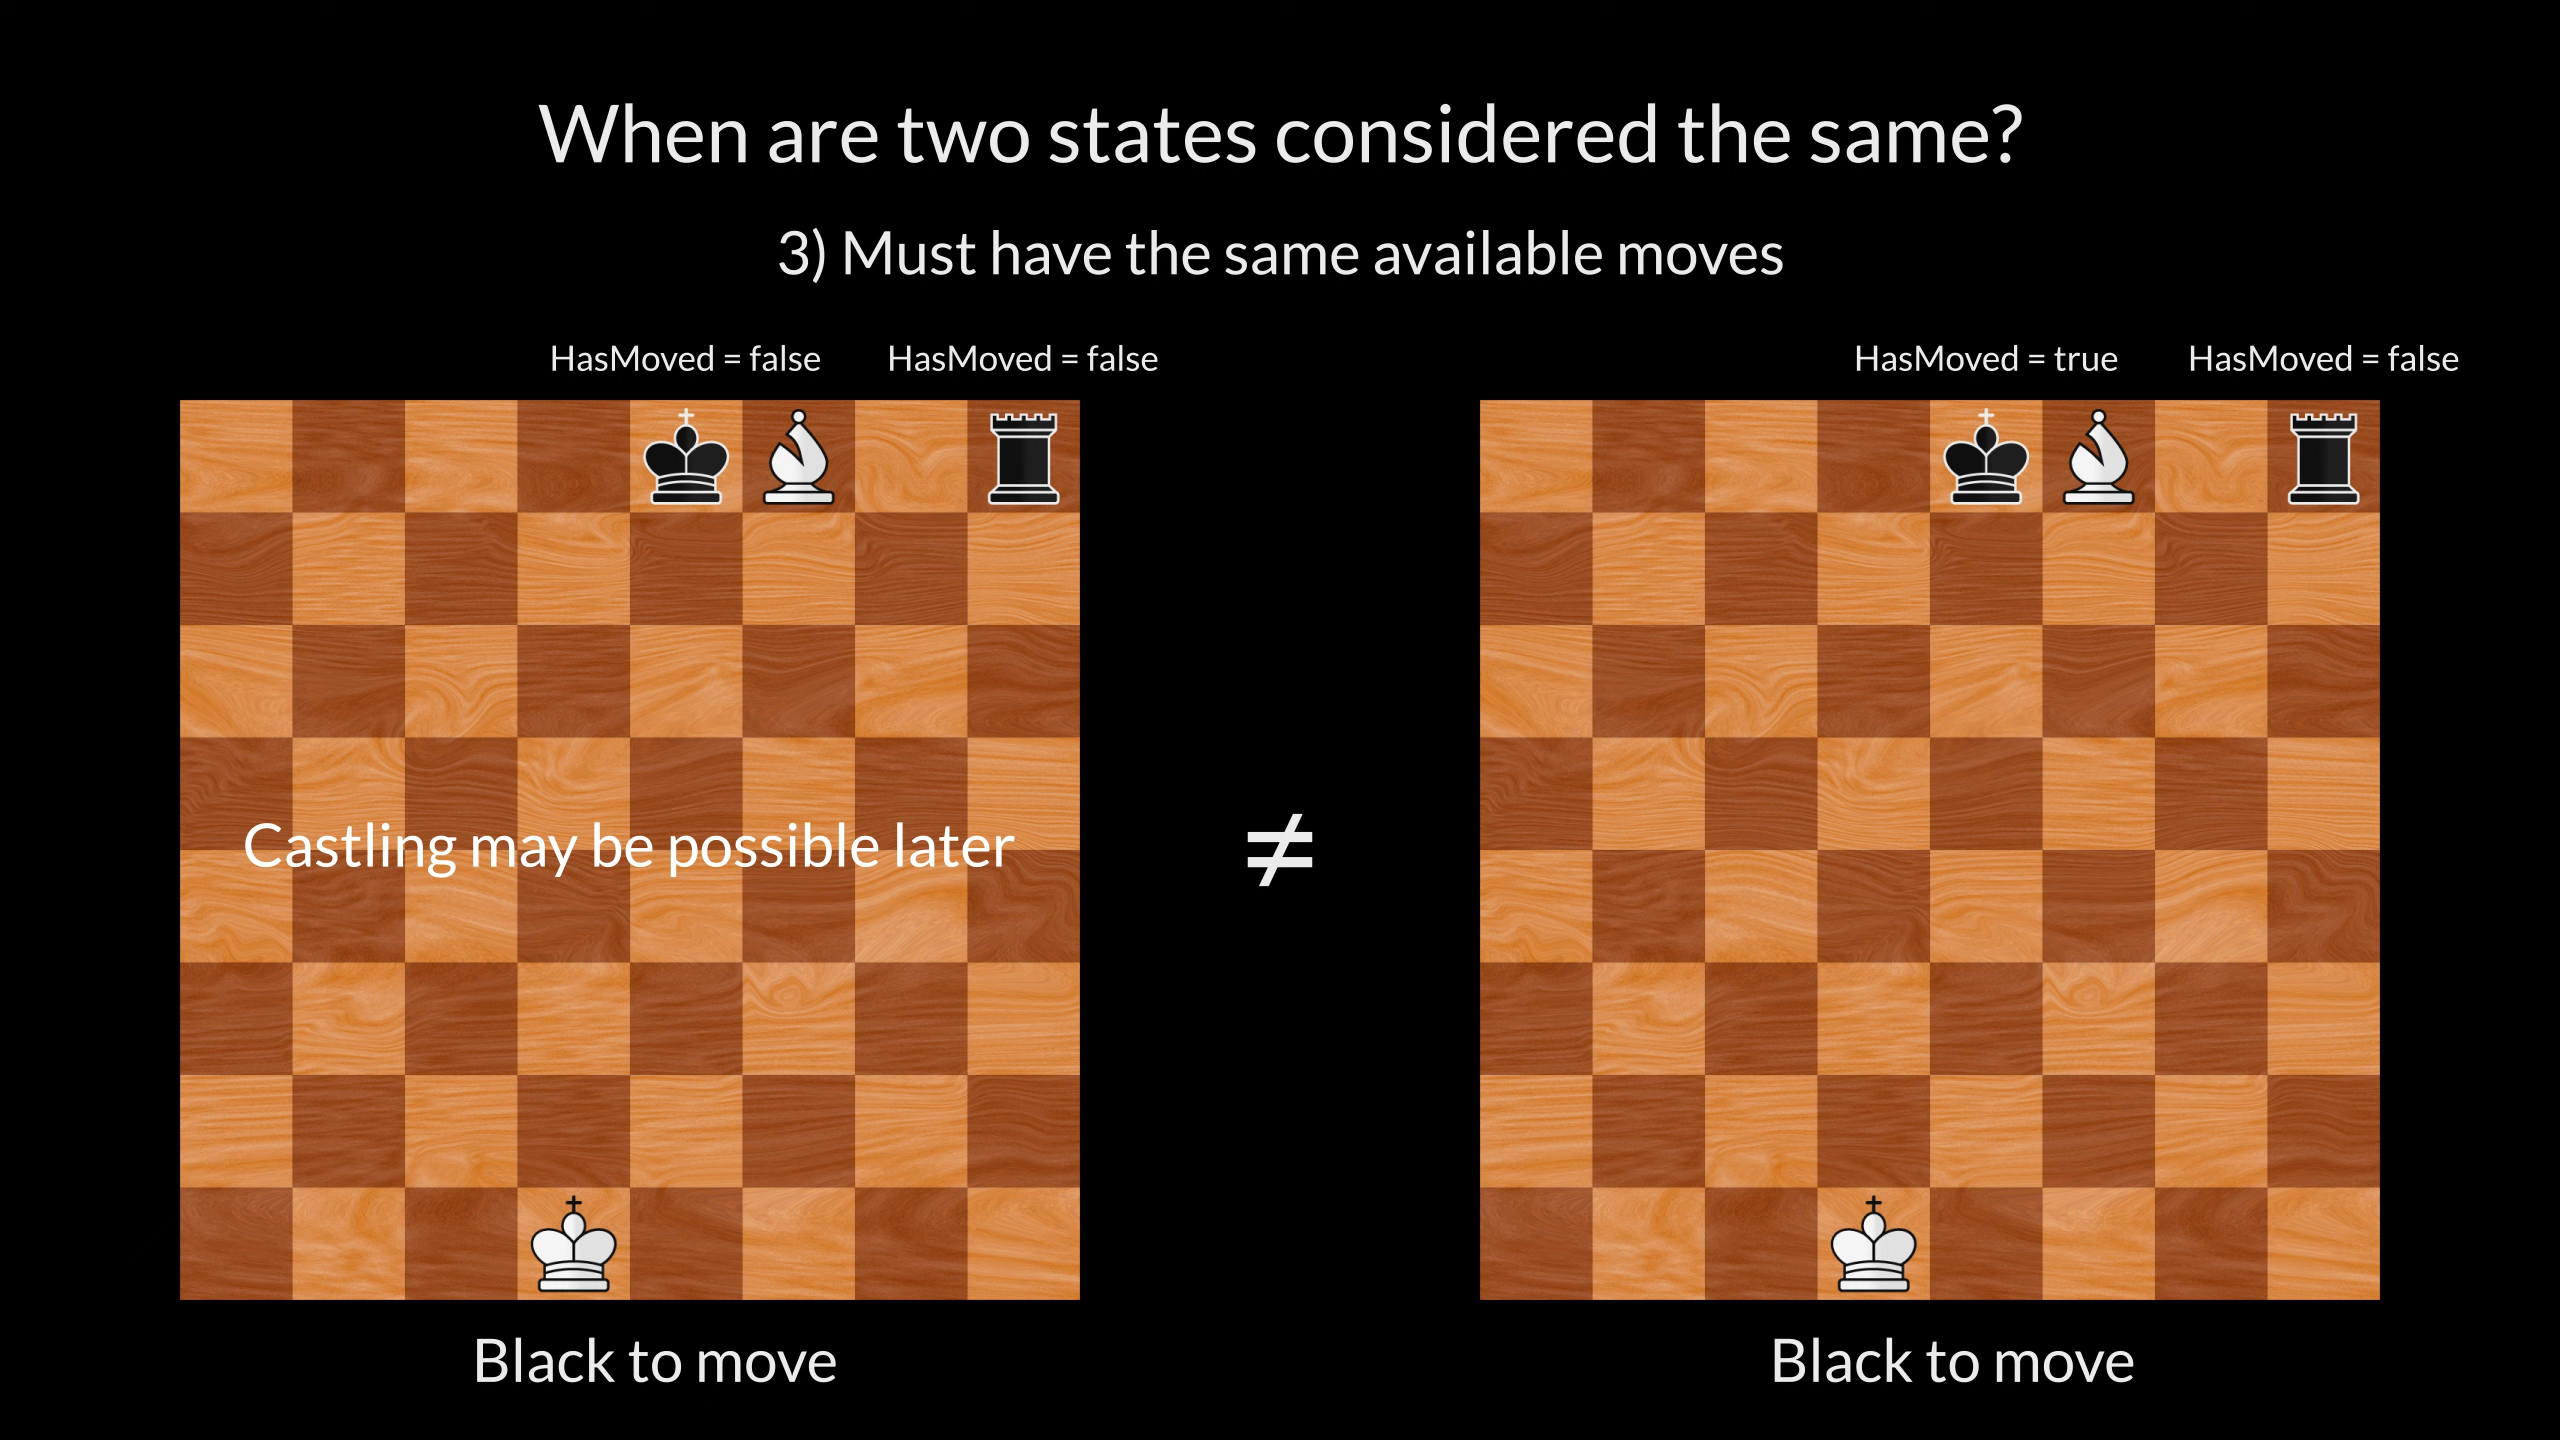 When are two states considered the same?
3) Must have the same available moves
HasMoved = false HasMoved = false
HasMoved = true HasMoved = false
Castling may be possible later
≠
Black to move
Black to move